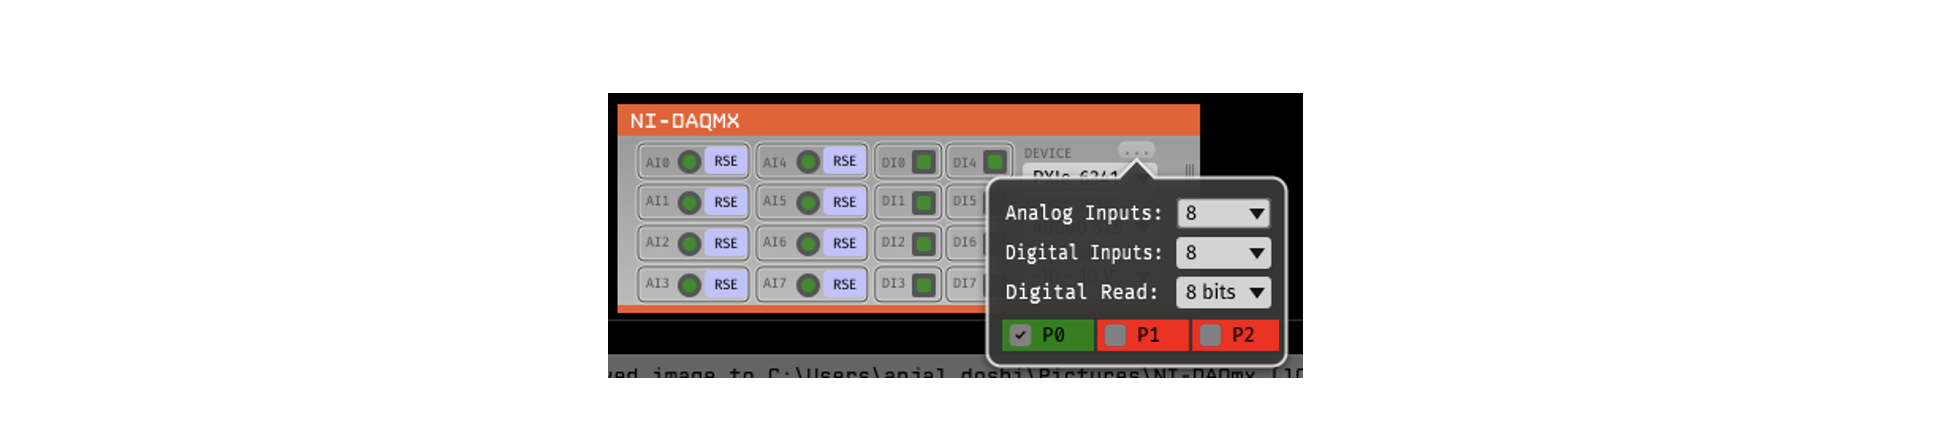 NI-DAQMX
AI0 RSE AI4 RSE DI0 DI4 DEVICE ...
PXIe-6341
AI1 RSE AI5 RSE DI1 DI5
AI2 RSE AI6 RSE DI2 DI6
AI3 RSE AI7 RSE DI3 DI7
Analog Inputs: 8
Digital Inputs: 8
Digital Read: 8 bits
P0 P1 P2
ved image to C:\Users\anjal.doshi\Pictures\NI-DAQmx